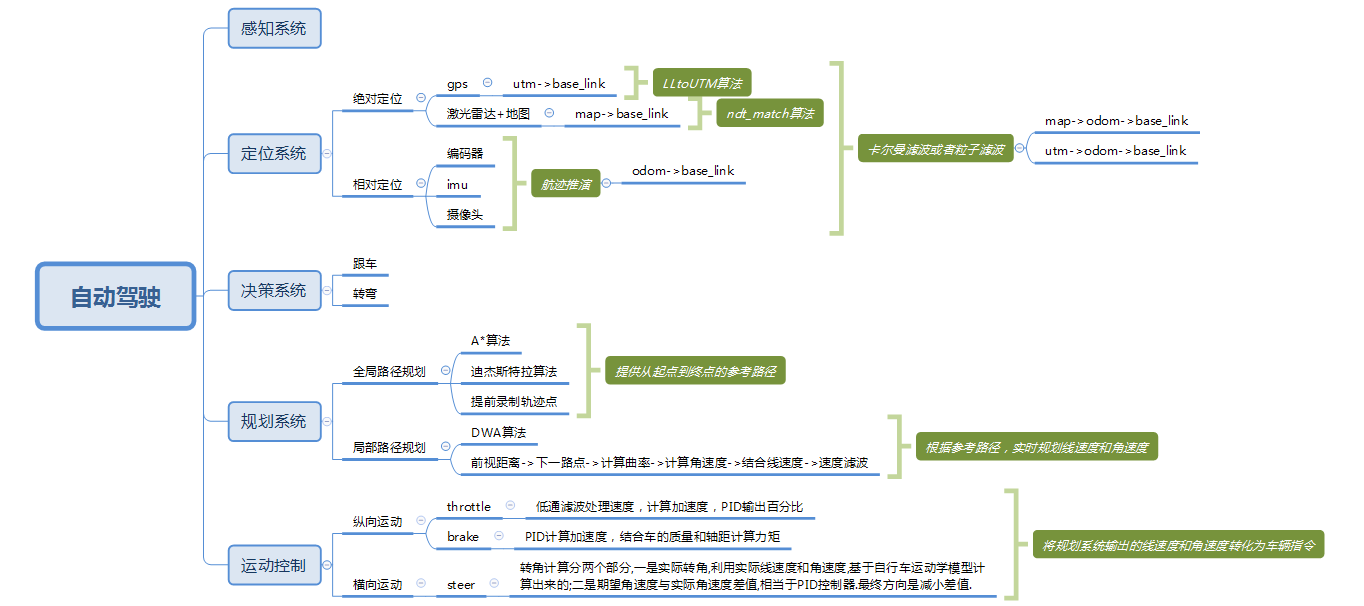 自动驾驶
感知系统
定位系统
绝对定位
gps
utm->base_link
LLtoUTM算法
激光雷达+地图
map->base_link
ndt_match算法
相对定位
编码器
imu
摄像头
航迹推演
odom->base_link
卡尔曼滤波或者粒子滤波
map->odom->base_link
utm->odom->base_link
决策系统
跟车
转弯
规划系统
全局路径规划
A*算法
迪杰斯特拉算法
提前录制轨迹点
提供从起点到终点的参考路径
局部路径规划
DWA算法
前视距离->下一路点->计算曲率->计算角速度->结合线速度->速度滤波
根据参考路径，实时规划线速度和角速度
运动控制
纵向运动
throttle
低通滤波处理速度，计算加速度，PID输出百分比
brake
PID计算加速度，结合车的质量和轴距计算力矩
横向运动
steer
转角计算分两个部分,一是实际转角,利用实际线速度和角速度,基于自行车运动学模型计
算出来的;二是期望角速度与实际角速度差值,相当于PID控制器.最终方向是减小差值.
将规划系统输出的线速度和角速度转化为车辆指令